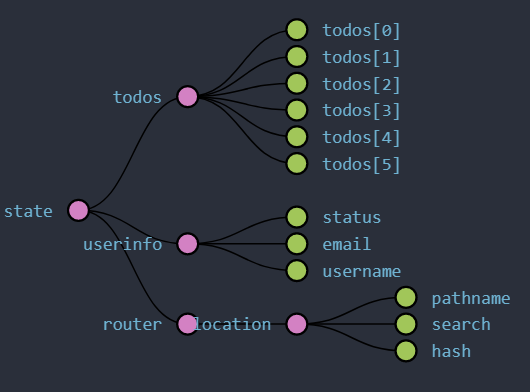 todos[0]
todos[1]
todos[2]
todos
todos[3]
todos[4]
todos[5]
state
status
userinfo
email
username
pathname
router
location
search
hash